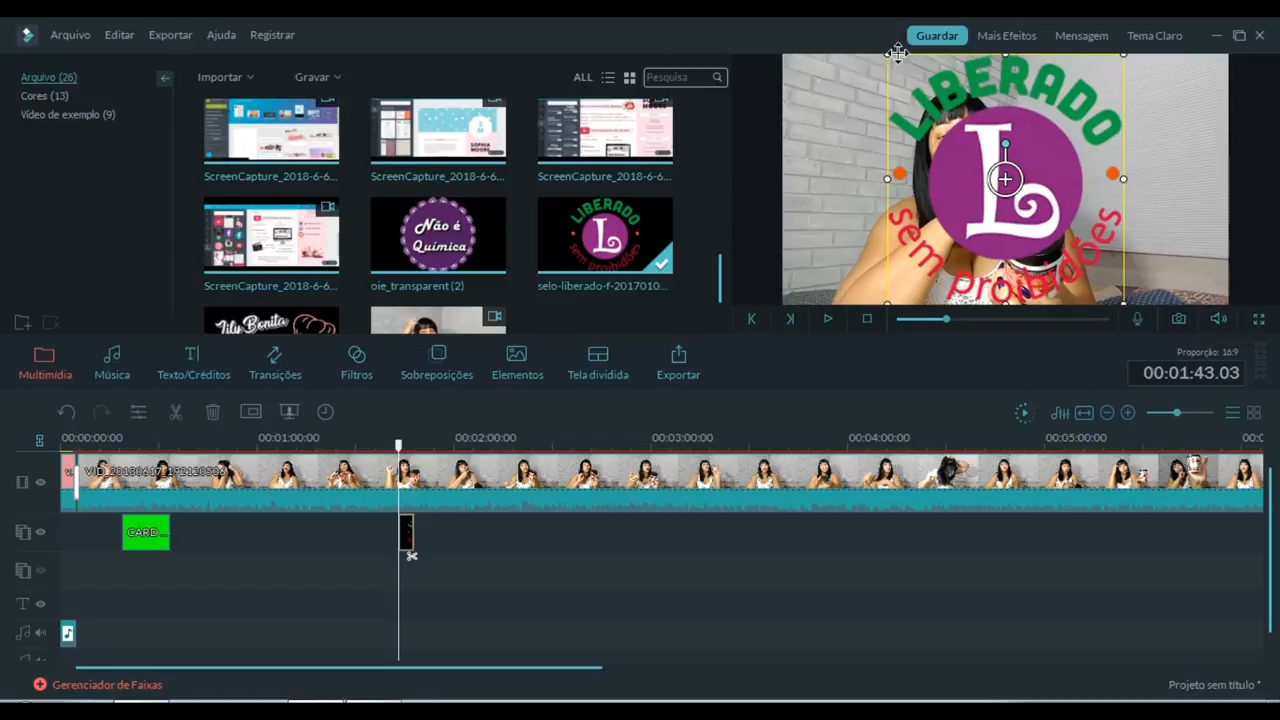 Arquivo Editar Exportar Ajuda Registrar
Guardar Mais Efeitos Mensagem Tema Claro
Arquivo (26)
Cores (13)
Vídeo de exemplo (9)
Importar Gravar ALL Pesquisa
ScreenCapture_2018-6-6... ScreenCapture_2018-6-6... ScreenCapture_2018-6-6...
Não é
Química
LIBERADO
L
sem proibidões
ScreenCapture_2018-6-6... oie_transparent (2) selo-liberado-f-2017010...
Lily Bonita
LIBERADO
L
sem proibidões
Multimídia Música Texto/Créditos Transições Filtros Sobreposições Elementos Tela dividida Exportar
Proporção: 16:9
00:01:43.03
00:00:00:00 00:01:00:00 00:02:00:00 00:03:00:00 00:04:00:00 00:05:00:00
VID_20180617_192120506
CARD ...
Gerenciador de Faixas
Projeto sem título *